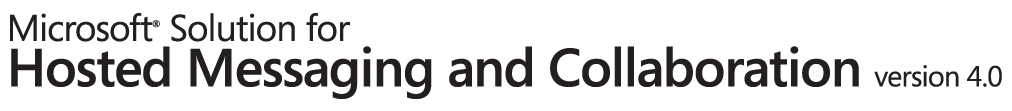 Microsoft® Solution for
Hosted Messaging and Collaboration version 4.0